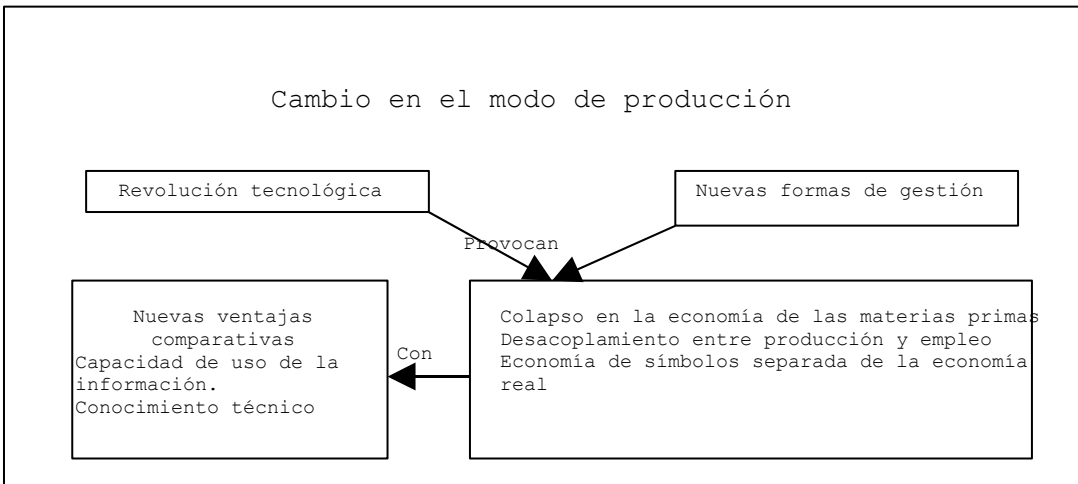 Cambio en el modo de producción
Revolución tecnológica
Nuevas formas de gestión
Provocan
Nuevas ventajas
comparativas
Capacidad de uso de la
información.
Conocimiento técnico
Con
Colapso en la economía de las materias primas
Desacoplamiento entre producción y empleo
Economía de símbolos separada de la economía
real